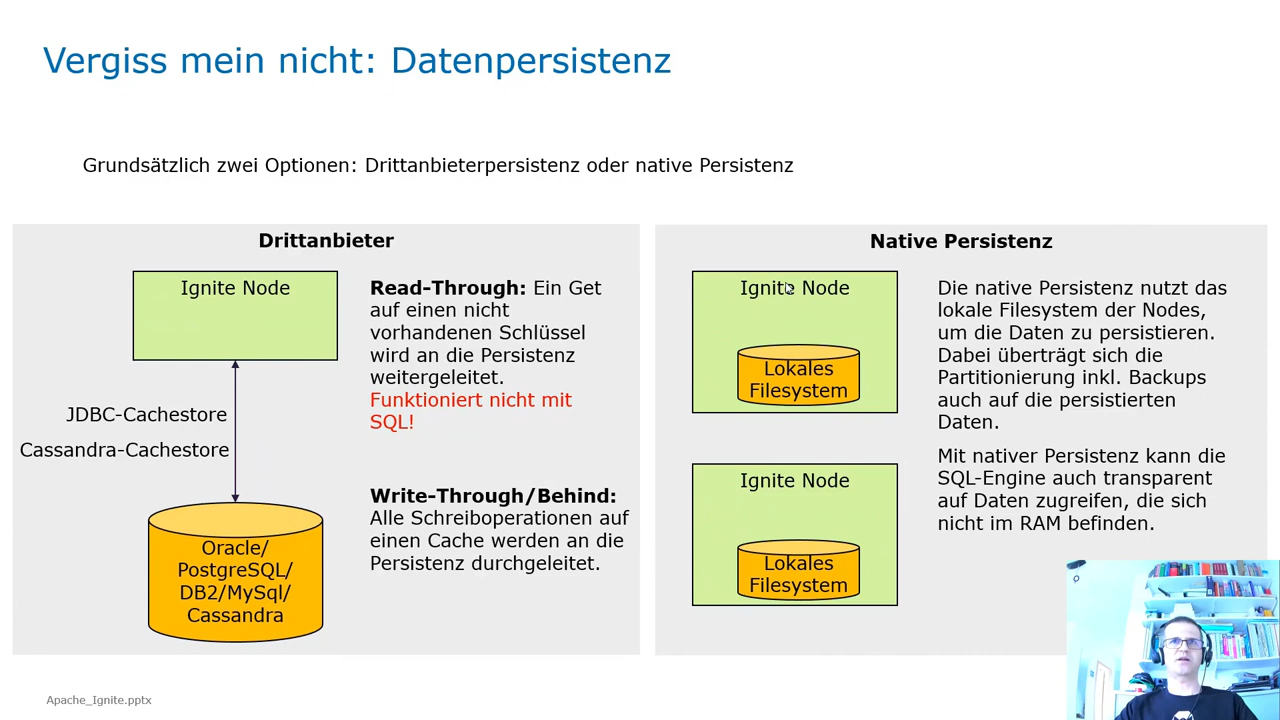 Vergiss mein nicht: Datenpersistenz
Grundsätzlich zwei Optionen: Drittanbieterpersistenz oder native Persistenz
Drittanbieter
Ignite Node
JDBC-Cachestore
Cassandra-Cachestore
Oracle/
PostgreSQL/
DB2/MySql/
Cassandra
Read-Through: Ein Get
auf einen nicht
vorhandenen Schlüssel
wird an die Persistenz
weitergeleitet.
Funktioniert nicht mit
SQL!
Write-Through/Behind:
Alle Schreiboperationen auf
einen Cache werden an die
Persistenz durchgeleitet.
Native Persistenz
Ignite Node
Lokales
Filesystem
Ignite Node
Lokales
Filesystem
Die native Persistenz nutzt das
lokale Filesystem der Nodes,
um die Daten zu persistieren.
Dabei überträgt sich die
Partitionierung inkl. Backups
auch auf die persistierten
Daten.
Mit nativer Persistenz kann die
SQL-Engine auch transparent
auf Daten zugreifen, die sich
nicht im RAM befinden.
Apache_Ignite.pptx